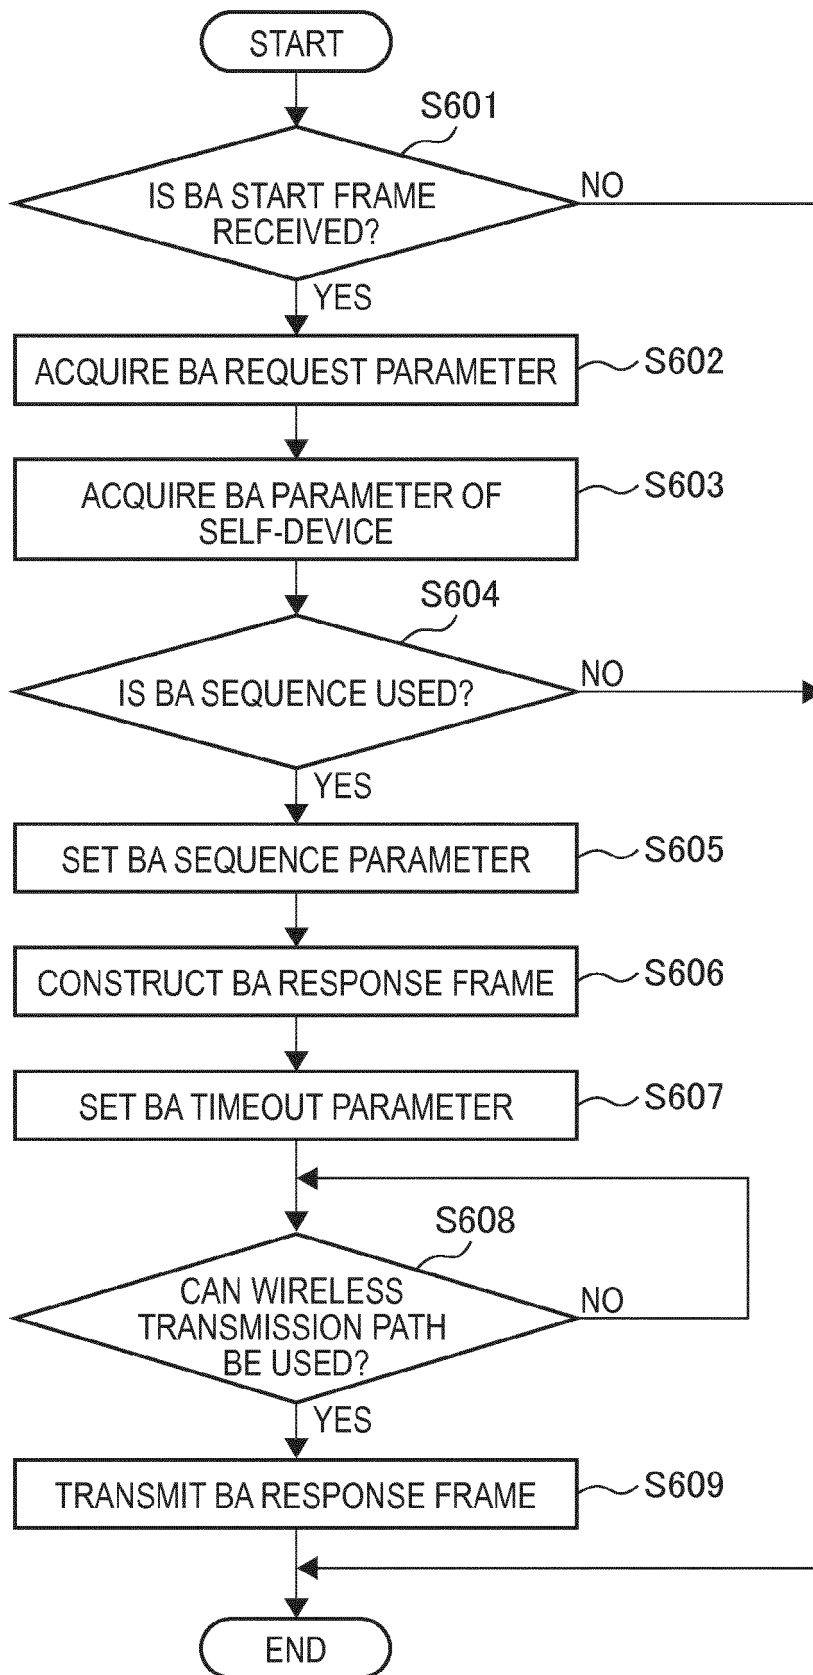 START
S601
IS BA START FRAME
RECEIVED?
NO
YES
ACQUIRE BA REQUEST PARAMETER
S602
ACQUIRE BA PARAMETER OF
SELF-DEVICE
S603
S604
IS BA SEQUENCE USED?
NO
YES
SET BA SEQUENCE PARAMETER
S605
CONSTRUCT BA RESPONSE FRAME
S606
SET BA TIMEOUT PARAMETER
S607
S608
CAN WIRELESS
TRANSMISSION PATH
BE USED?
NO
YES
TRANSMIT BA RESPONSE FRAME
S609
END